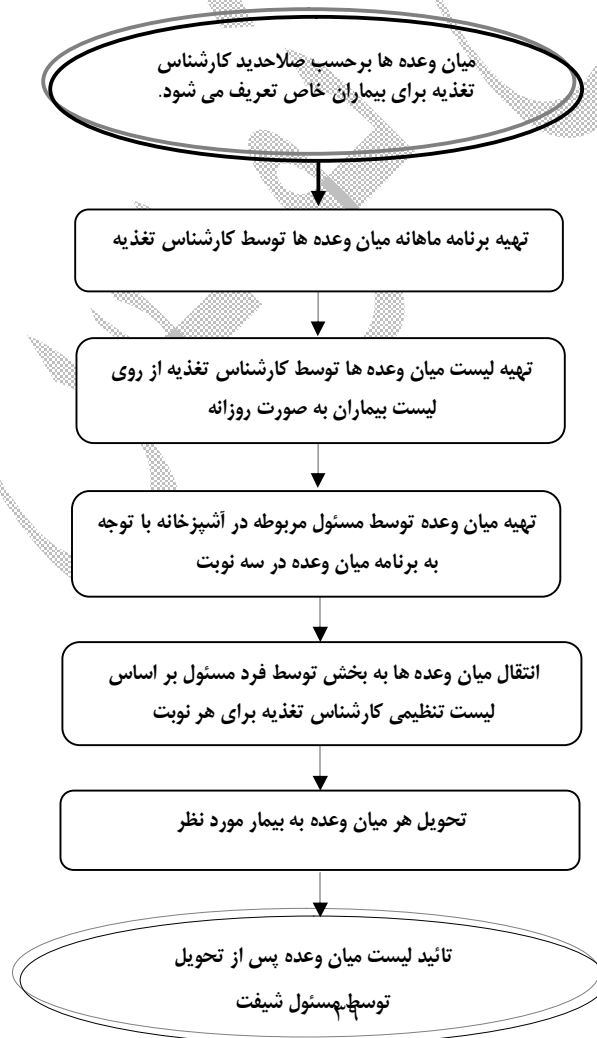 میان وعده ها برحسب صلاحدید کارشناس
تغذیه برای بیماران خاص تعریف می شود.
تهیه برنامه ماهانه میان وعده ها توسط کارشناس تغذیه
تهیه لیست میان وعده ها توسط کارشناس تغذیه از روی
لیست بیماران به صورت روزانه
تهیه میان وعده توسط مسئول مربوطه در آشپزخانه با توجه
به برنامه میان وعده در سه نوبت
انتقال میان وعده ها به بخش توسط فرد مسئول بر اساس
لیست تنظیمی کارشناس تغذیه برای هر نوبت
تحویل هر میان وعده به بیمار مورد نظر
تائید لیست میان وعده پس از تحویل
توسط مسئول شیفت